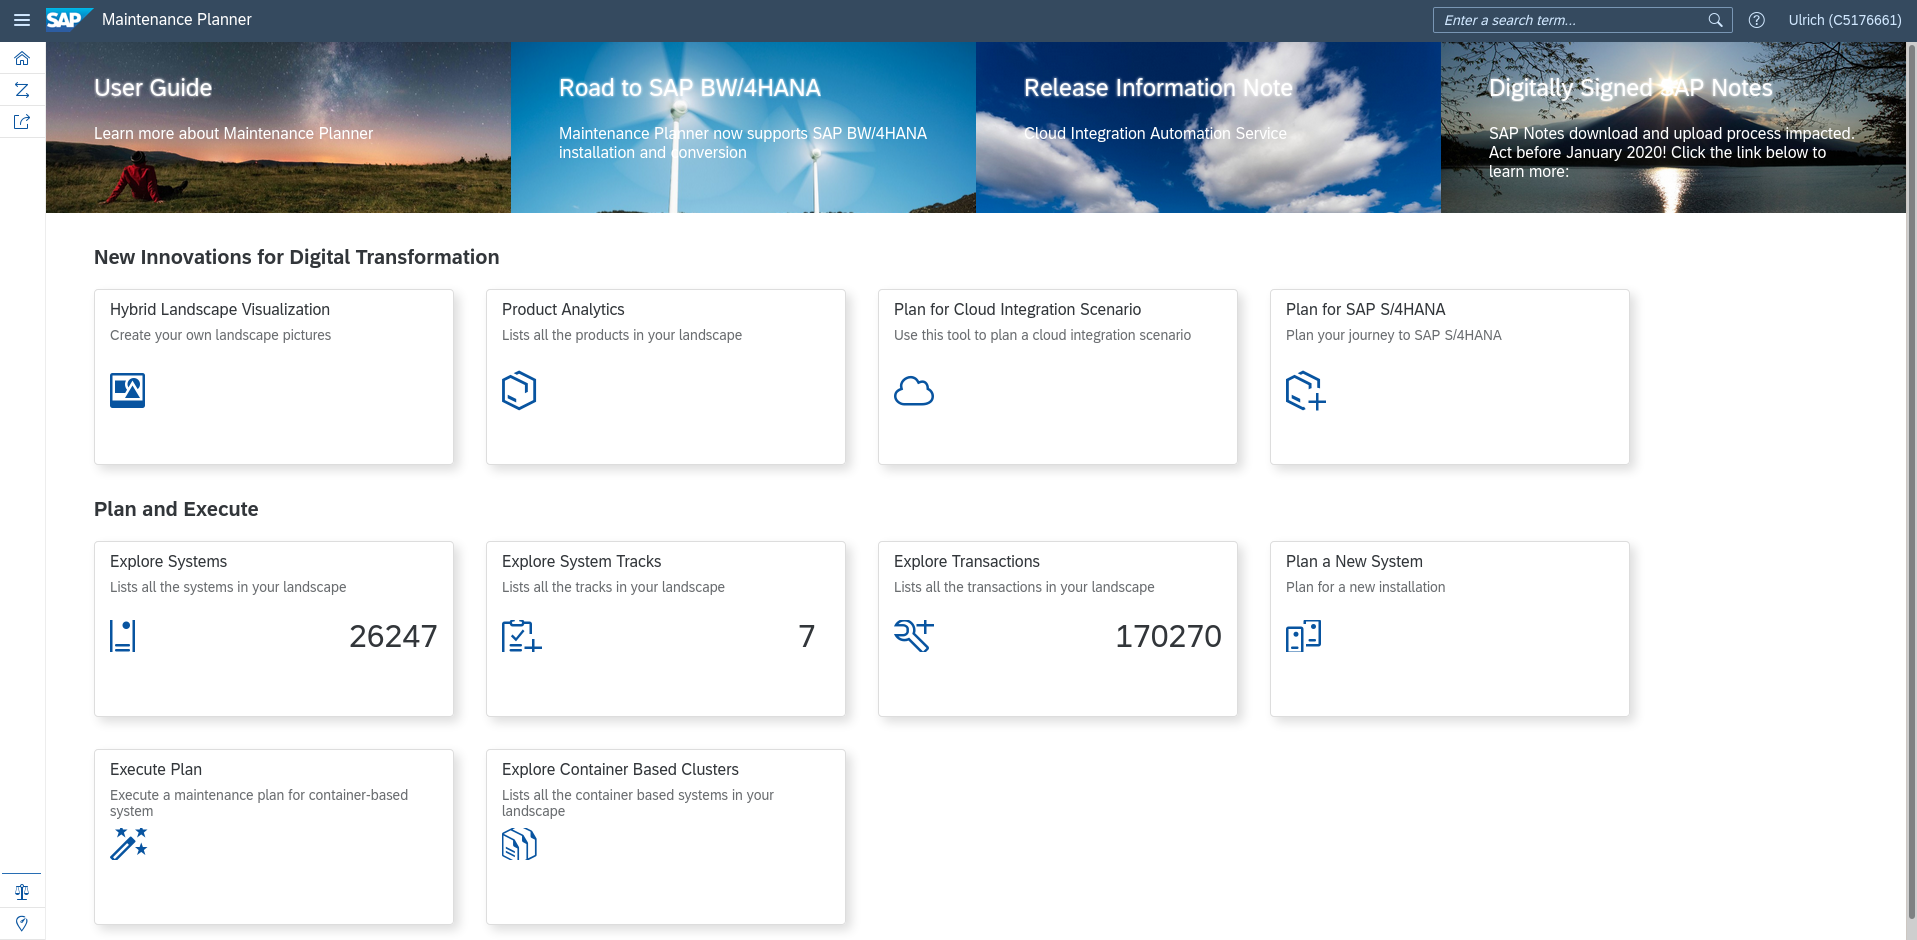 SAP Maintenance Planner
Enter a search term...
Ulrich (C5176661)
User Guide
Learn more about Maintenance Planner
Road to SAP BW/4HANA
Maintenance Planner now supports SAP BW/4HANA
installation and conversion
Release Information Note
Cloud Integration Automation Service
Digitally Signed SAP Notes
SAP Notes download and upload process impacted.
Act before January 2020! Click the link below to
learn more:
New Innovations for Digital Transformation
Hybrid Landscape Visualization
Create your own landscape pictures
Product Analytics
Lists all the products in your landscape
Plan for Cloud Integration Scenario
Use this tool to plan a cloud integration scenario
Plan for SAP S/4HANA
Plan your journey to SAP S/4HANA
Plan and Execute
Explore Systems
Lists all the systems in your landscape
26247
Explore System Tracks
Lists all the tracks in your landscape
7
Explore Transactions
Lists all the transactions in your landscape
170270
Plan a New System
Plan for a new installation
Execute Plan
Execute a maintenance plan for container-based
system
Explore Container Based Clusters
Lists all the container based systems in your
landscape